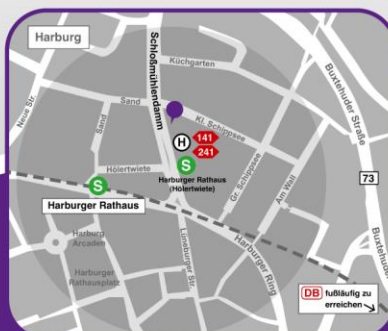 Harburg
Schloßmühlendamm
Küchgarten
Buxtehuder Straße
Neue Str.
Sand
Sand
Kl. Schippsee
H
141
241
S
Harburger Rathaus
(Hölertwiete)
Hölertwiete
Gr. Schippsee
Am Wall
73
S
Harburger Rathaus
Harburg
Arcaden
Harburger
Rathausplatz
Lüneburger Str.
Harburger Ring
Buxtehuder
DB fußläufig zu
erreichen